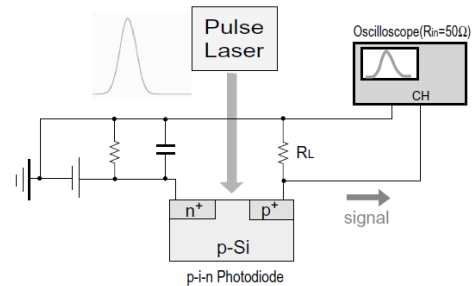 Pulse
Laser
Oscilloscope(Rin=50Ω)
CH
RL
n+
p+
signal
p-Si
p-i-n Photodiode